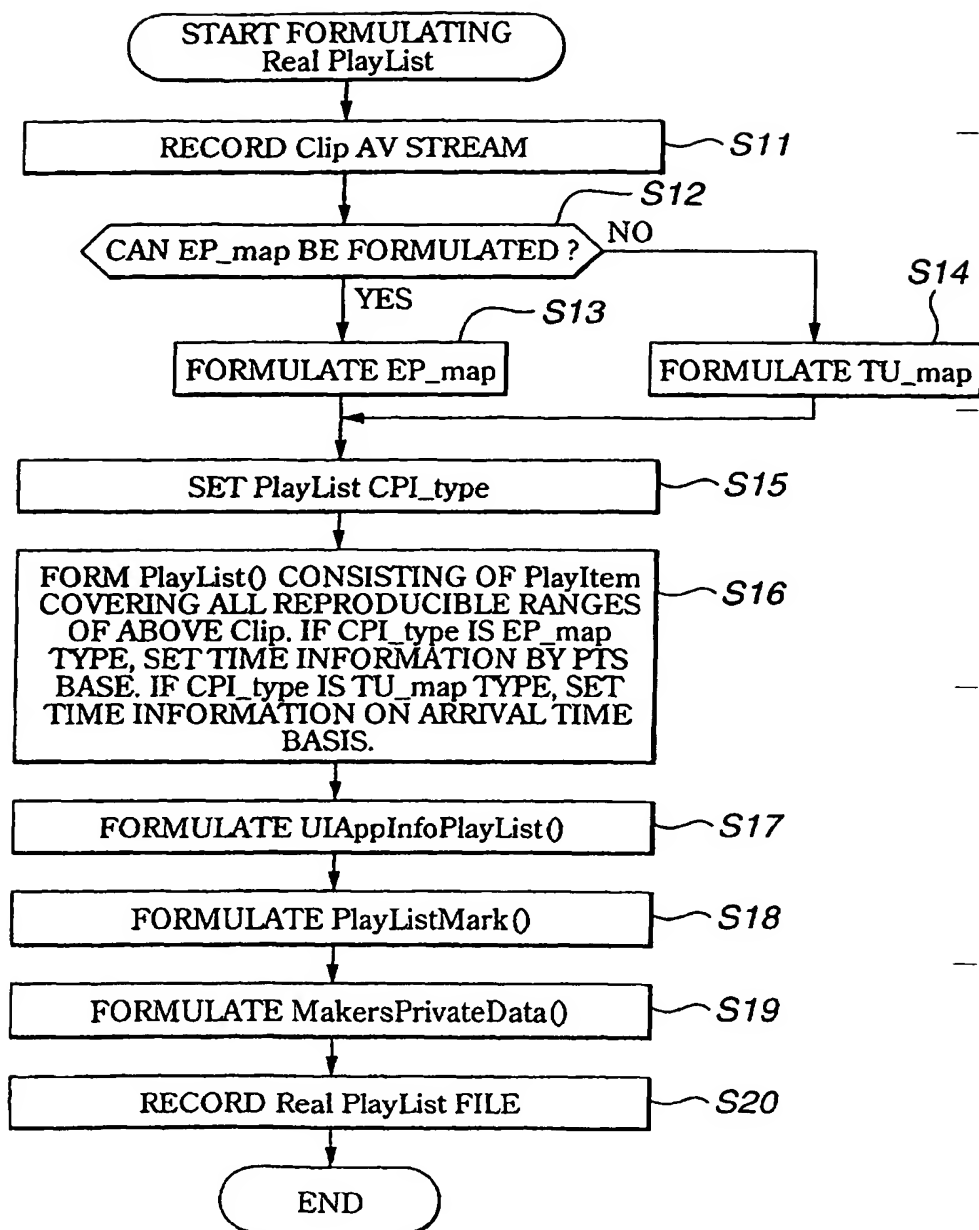 START FORMULATING
Real PlayList
RECORD Clip AV STREAM
S11
S12
CAN EP_map BE FORMULATED ?
NO
YES
S13
S14
FORMULATE EP_map
FORMULATE TU_map
SET PlayList CPI_type
S15
FORM PlayList() CONSISTING OF PlayItem
COVERING ALL REPRODUCIBLE RANGES
OF ABOVE Clip. IF CPI_type IS EP_map
TYPE, SET TIME INFORMATION BY PTS
BASE. IF CPI_type IS TU_map TYPE, SET
TIME INFORMATION ON ARRIVAL TIME
BASIS.
S16
FORMULATE UIAppInfoPlayList()
S17
FORMULATE PlayListMark()
S18
FORMULATE MakersPrivateData()
S19
RECORD Real PlayList FILE
S20
END